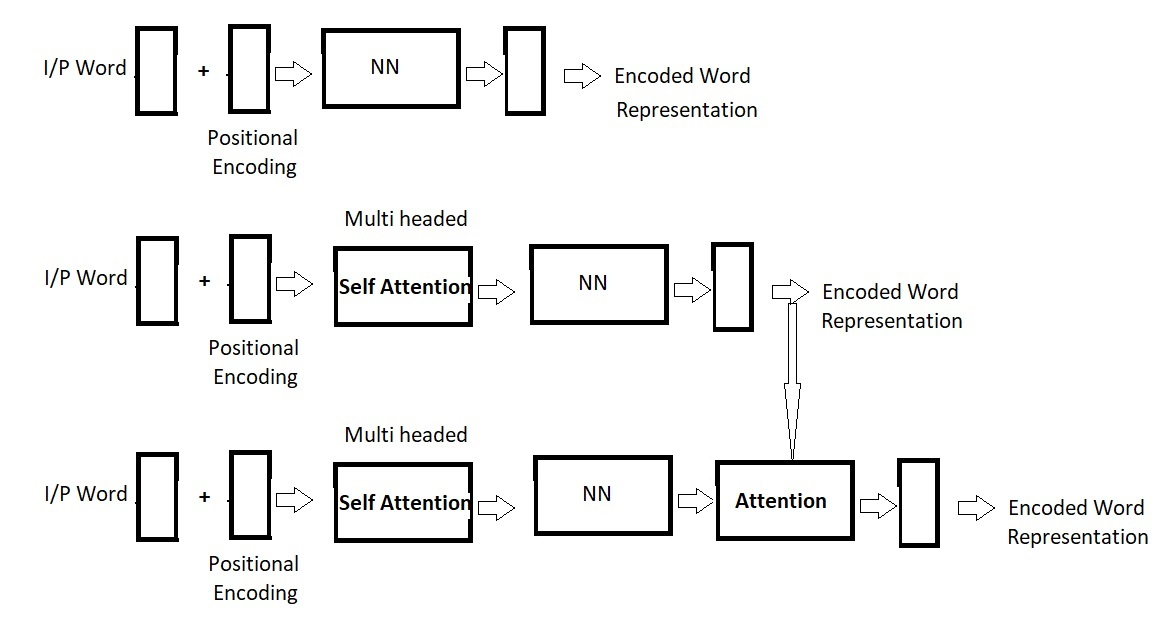 I/P Word + NN Encoded Word
Representation
Positional
Encoding
Multi headed
I/P Word + Self Attention NN Encoded Word
Representation
Positional
Encoding
Multi headed
I/P Word + Self Attention NN Attention Encoded Word
Representation
Positional
Encoding